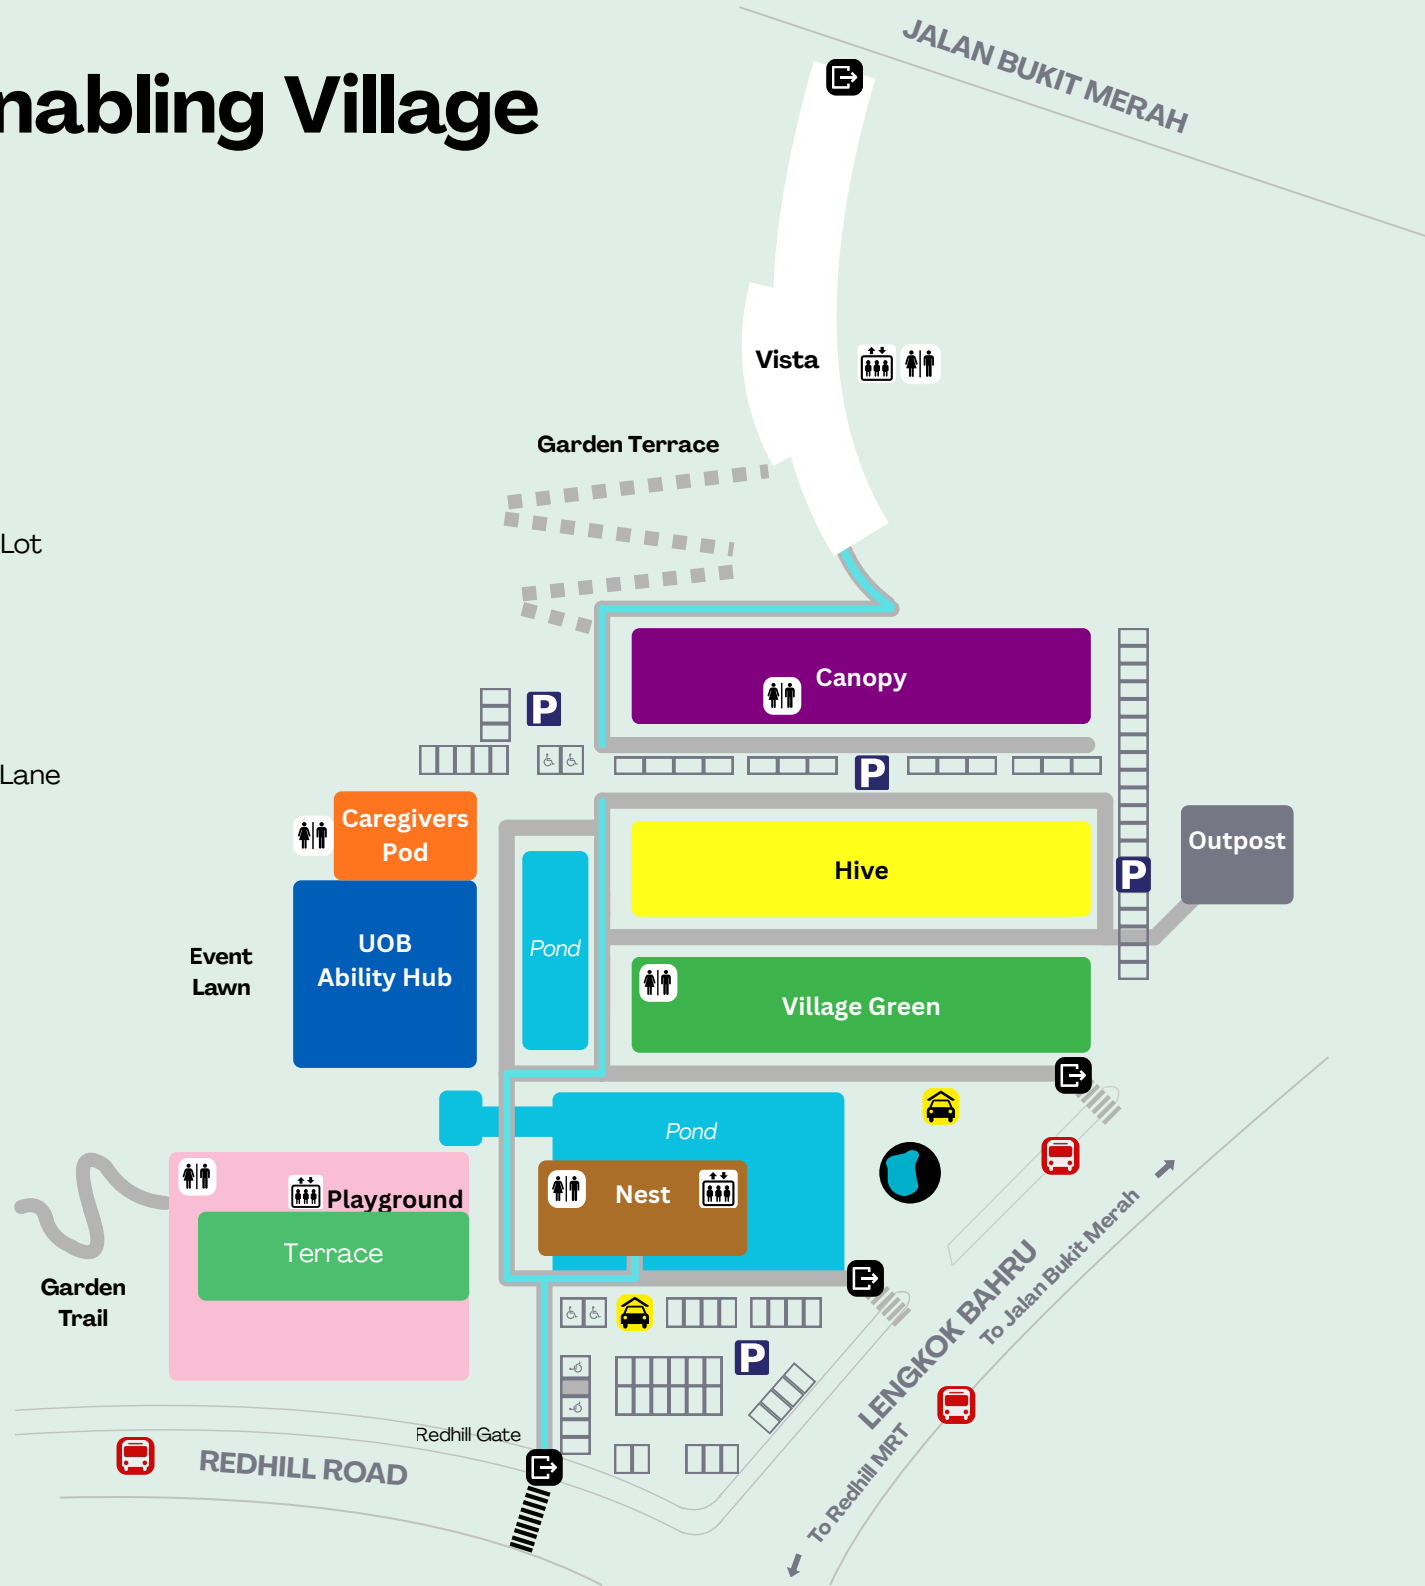 JALAN BUKIT MERAH
nabling Village
Vista
Garden Terrace
Lot
Canopy
P
P
Lane
Caregivers
Pod
Outpost
Hive
P
UOB
Ability Hub
Event
Lawn
Pond
Village Green
Pond
Nest
Playground
Terrace
Garden
Trail
To Jalan Bukit Merah
LENGKOK BAHRU
P
Redhill Gate
REDHILL ROAD
To Redhill MRT